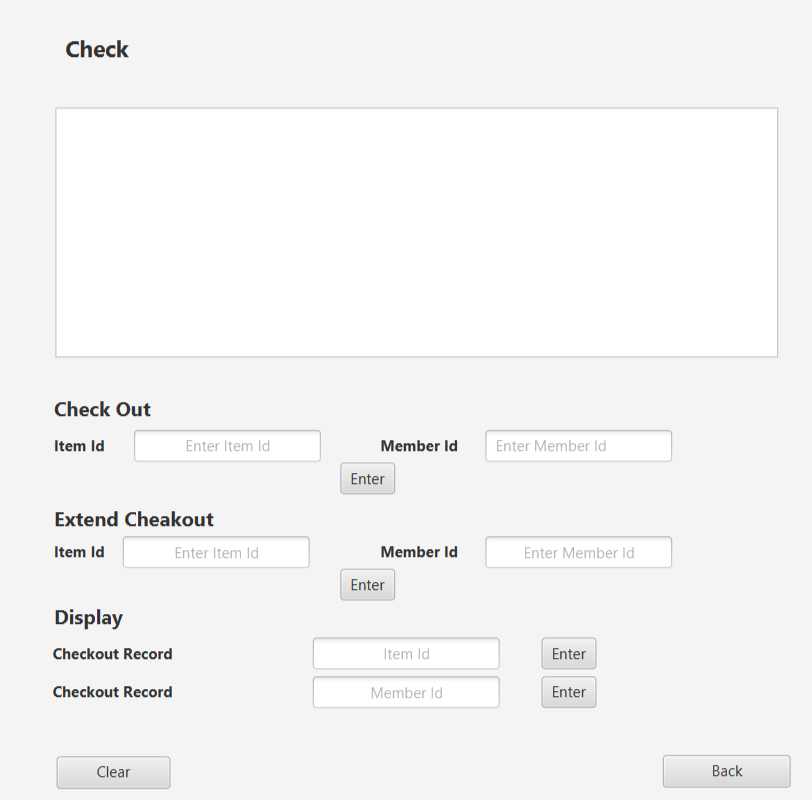 Check
Check Out
Item Id Enter Item Id Member Id Enter Member Id
Enter
Extend Cheakout
Item Id Enter Item Id Member Id Enter Member Id
Enter
Display
Checkout Record Item Id Enter
Checkout Record Member Id Enter
Clear Back